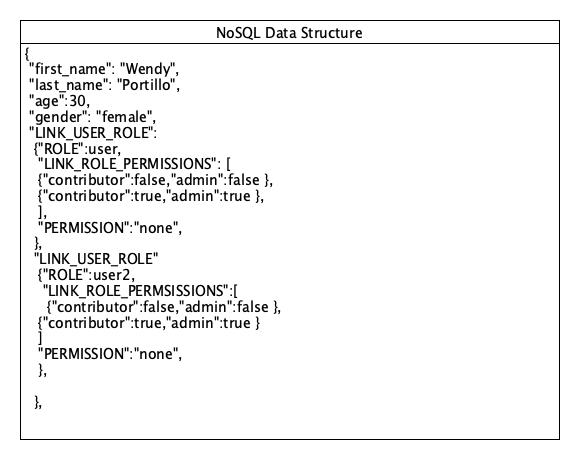 NoSQL Data Structure
{
"first_name": "Wendy",
"last_name": "Portillo",
"age":30,
"gender": "female",
"LINK_USER_ROLE":
{"ROLE":user,
"LINK_ROLE_PERMISSIONS": [
{"contributor":false,"admin":false },
{"contributor":true,"admin":true },
],
"PERMISSION":"none",
},
"LINK_USER_ROLE"
{"ROLE":user2,
"LINK_ROLE_PERMSISSIONS":[
{"contributor":false,"admin":false },
{"contributor":true,"admin":true }
]
"PERMISSION":"none",
},
},